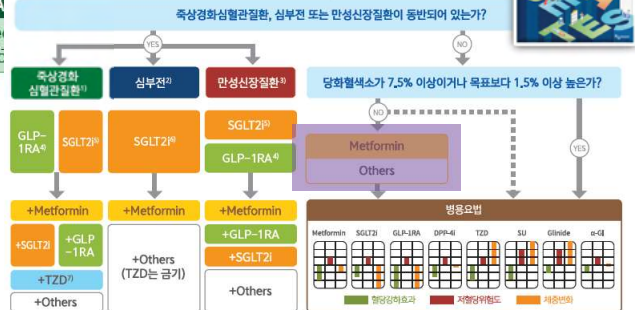 죽상경화심혈관질환, 심부전 또는 만성신장질환이 동반되어 있는가?
YES
NO
죽상경화
심혈관질환1)
심부전2)
만성신장질환3)
당화혈색소가 7.5% 이상이거나 목표보다 1.5% 이상 높은가?
GLP-
1RA4)
SGLT2i5)
SGLT2i6)
SGLT2i5)
GLP-1RA4)
NO
YES
Metformin
Others
+Metformin
+Metformin
+Metformin
병용요법
+SGLT2i
+GLP
-1RA
+TZD7)
+Others
+Others
(TZD는 금기)
+GLP-1RA
+SGLT2i
+Others
Metformin SGLT2i GLP-1RA DPP-4i TZD SU Glinide α-GI
혈당강하효과 저혈당위험도 체중변화